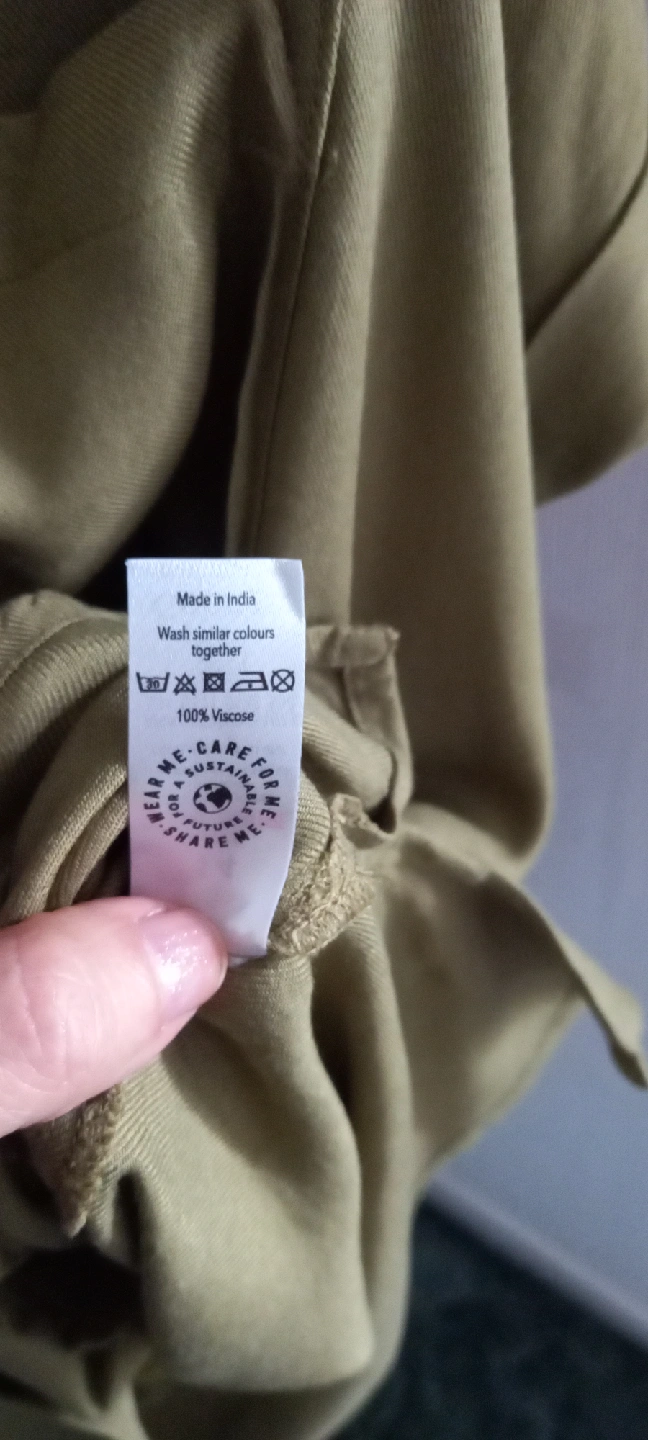 Made in India
Wash similar colours
together
30
100% Viscose
WEAR ME · CARE FOR ME · SHARE ME ·
FOR A SUSTAINABLE FUTURE